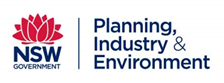 NSW
GOVERNMENT
Planning,
Industry &
Environment